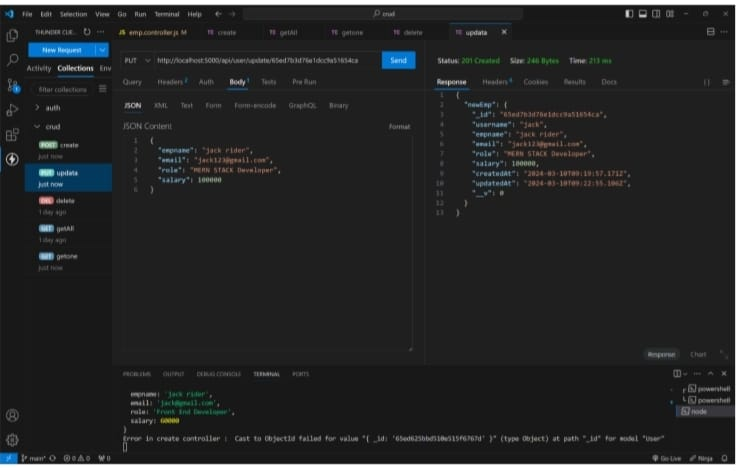 File Edit Selection View Go Run Terminal Help
crud
THUNDER CLIE...
JS emp.controller.js M
TC create
TC getAll
TC getone
TC delete
TC updata
New Request
PUT http://localhost:5000/api/user/update/65ed7b3d76e1dcc9a51654ca Send
Status: 201 Created Size: 246 Bytes Time: 213 ms
Activity Collections Env
filter collections
auth
crud
POST create
just now
PUT updata
just now
DEL delete
1 day ago
GET getAll
1 day ago
GET getone
just now
Query Headers 2 Auth Body 1 Tests Pre Run
JSON XML Text Form Form-encode GraphQL Binary
JSON Content Format
1 {
2 "empname": "jack rider",
3 "email": "jack123@gmail.com",
4 "role": "MERN STACK Developer",
5 "salary": 100000
6 }
Response Headers 6 Cookies Results Docs
1 {
2 "newEmp": {
3 "_id": "65ed7b3d76e1dcc9a51654ca",
4 "username": "jack",
5 "empname": "jack rider",
6 "email": "jack123@gmail.com",
7 "role": "MERN STACK Developer",
8 "salary": 100000,
9 "createdAt": "2024-03-10T09:19:57.171Z",
10 "updatedAt": "2024-03-10T09:22:55.106Z",
11 "__v": 0
12 }
13 }
Response Chart
PROBLEMS OUTPUT DEBUG CONSOLE TERMINAL PORTS
empname: 'jack rider',
email: 'jack@gmail.com',
role: 'Front End Developer',
salary: 60000
}
Error in create controller : Cast to ObjectId failed for value "{ _id: '65ed625bbd510e515f6767d' }" (type Object) at path "_id" for model "User"
powershell
powershell
node
main* 0 0 0 Go Live Ninja